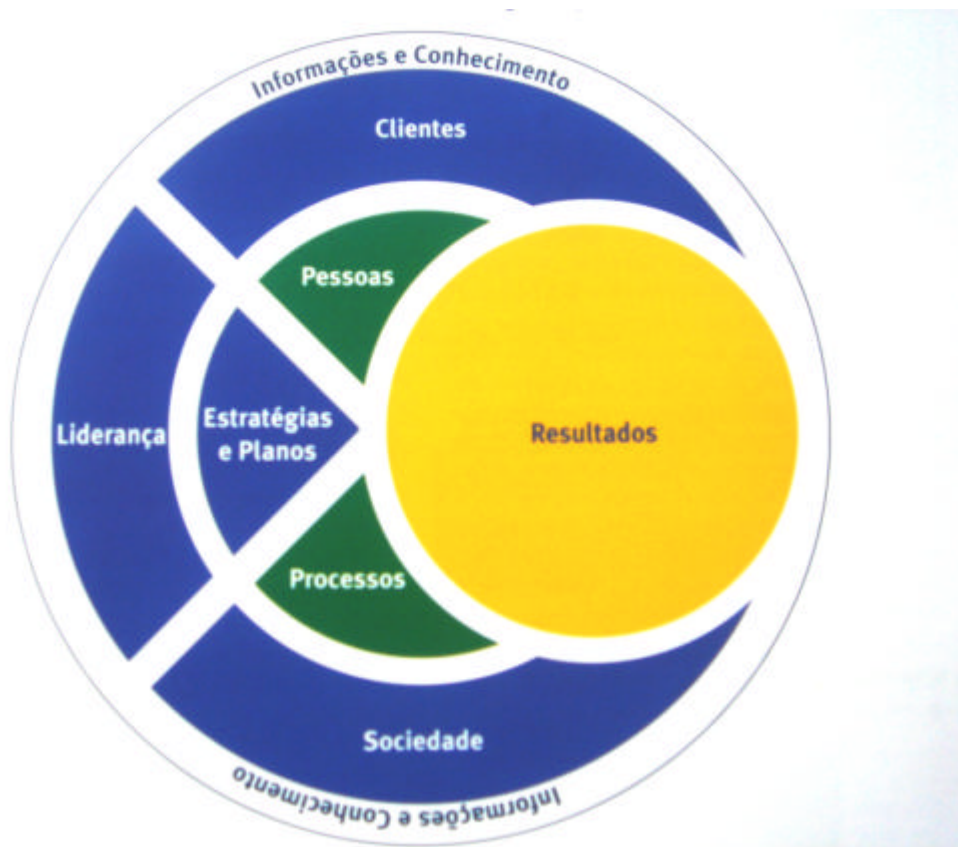 Informações e Conhecimento
Clientes
Pessoas
Liderança
Estratégias
e Planos
Resultados
Processos
Sociedade
Informações e Conhecimento